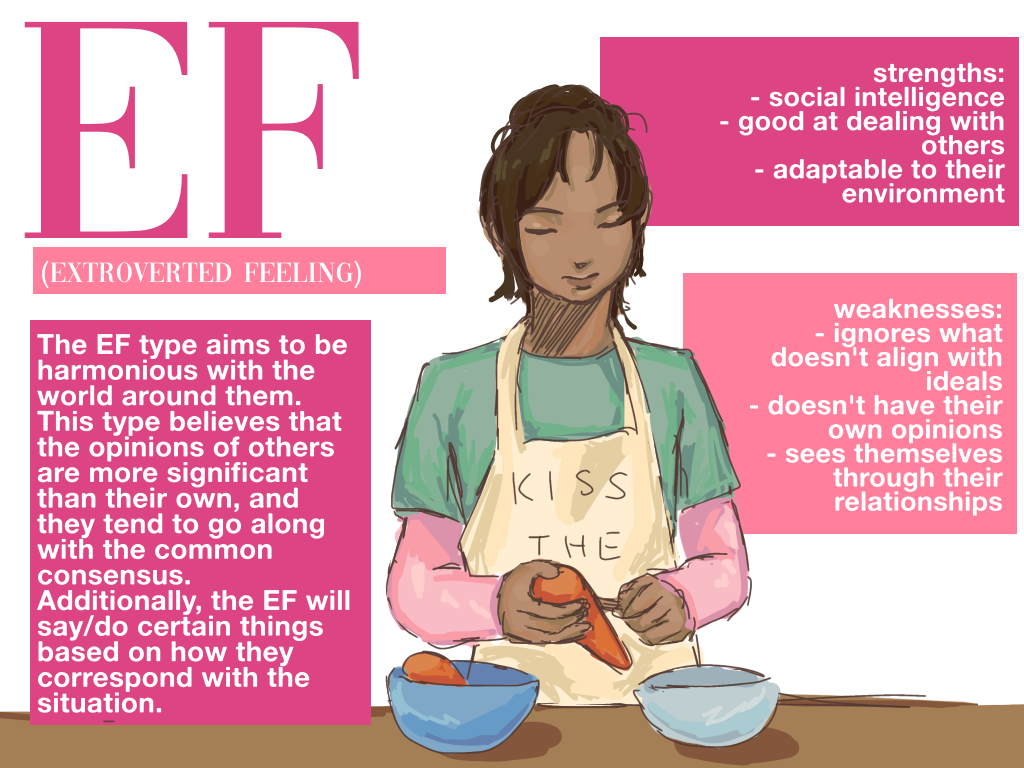 EF
(EXTROVERTED FEELING)
The EF type aims to be
harmonious with the
world around them.
This type believes that
the opinions of others
are more significant
than their own, and
they tend to go along
with the common
consensus.
Additionally, the EF will
say/do certain things
based on how they
correspond with the
situation.
strengths:
- social intelligence
- good at dealing with
others
- adaptable to their
environment
weaknesses:
- ignores what
doesn't align with
ideals
- doesn't have their
own opinions
- sees themselves
through their
relationships
KISS
THE